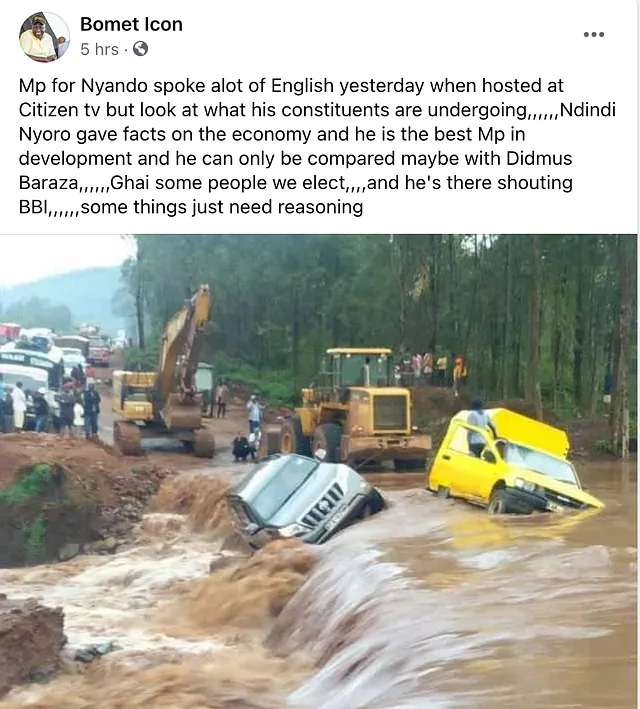 Bomet Icon
5 hrs ·
Mp for Nyando spoke alot of English yesterday when hosted at
Citizen tv but look at what his constituents are undergoing,,,,,,Ndindi
Nyoro gave facts on the economy and he is the best Mp in
development and he can only be compared maybe with Didmus
Baraza,,,,,,Ghai some people we elect,,,,and he's there shouting
BBI,,,,,,some things just need reasoning